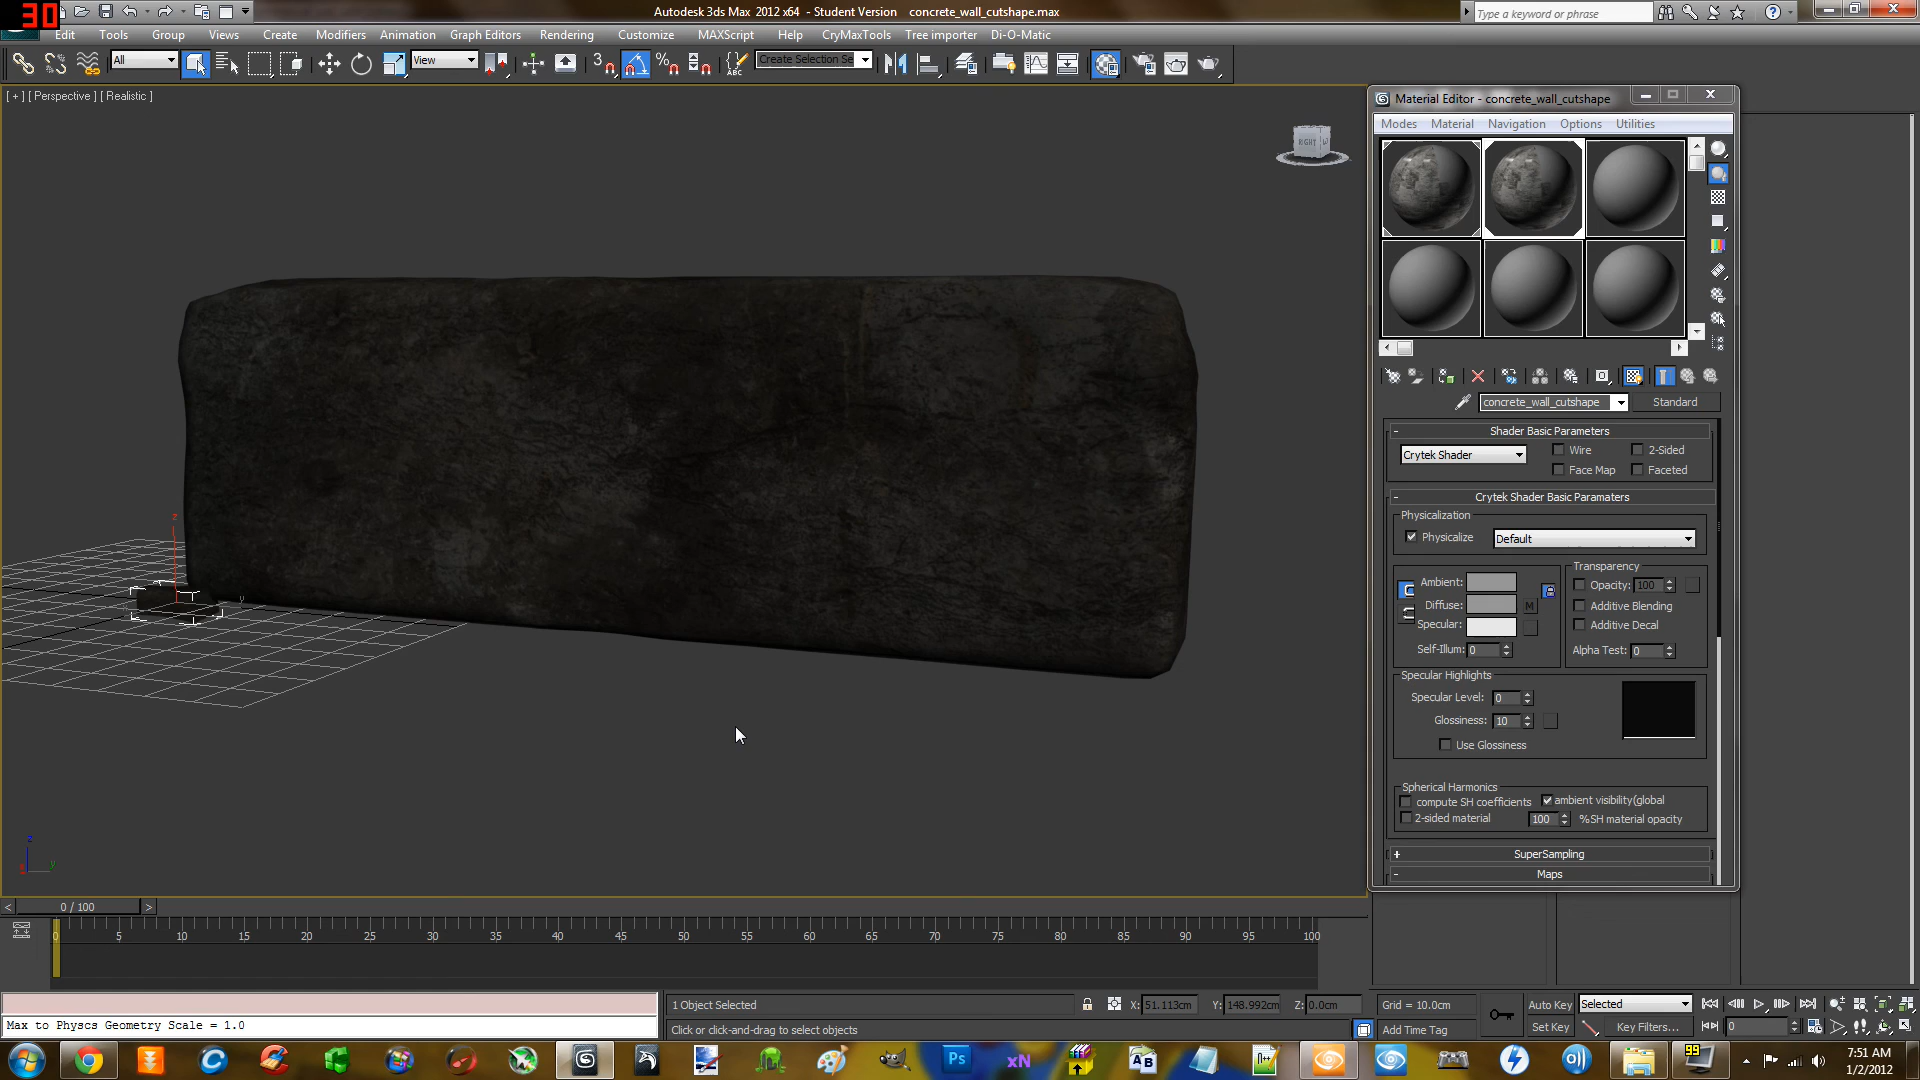 30
Autodesk 3ds Max 2012 x64 - Student Version concrete_wall_cutshape.max
Type a keyword or phrase
Edit Tools Group Views Create Modifiers Animation Graph Editors Rendering Customize MAXScript Help CryMaxTools Tree importer Di-O-Matic
All View 3 % ABC Create Selection Se
[ + ] [ Perspective ] [ Realistic ]
RIGHT
Material Editor - concrete_wall_cutshape
Modes Material Navigation Options Utilities
concrete_wall_cutshape Standard
Shader Basic Parameters
Crytek Shader Wire 2-Sided
Face Map Faceted
Crytek Shader Basic Paramaters
Physicalization
Physicalize Default
Transparency
Ambient: Opacity: 100
Diffuse: M Additive Blending
Specular: Additive Decal
Self-Illum: 0 Alpha Test: 0
Specular Highlights
Specular Level: 0
Glossiness: 10
Use Glossiness
Spherical Harmonics
compute SH coefficients ambient visibility(global
2-sided material 100 %SH material opacity
SuperSampling
Maps
z
y
z
y
x
0 / 100
0 5 10 15 20 25 30 35 40 45 50 55 60 65 70 75 80 85 90 95 100
1 Object Selected X: 51.113cm Y: 148.992cm Z: 0.0cm Grid = 10.0cm Auto Key Selected
Max to Physcs Geometry Scale = 1.0
Click or click-and-drag to select objects Add Time Tag Set Key Key Filters... 0
Ps xN AB 99
7:51 AM
1/2/2012